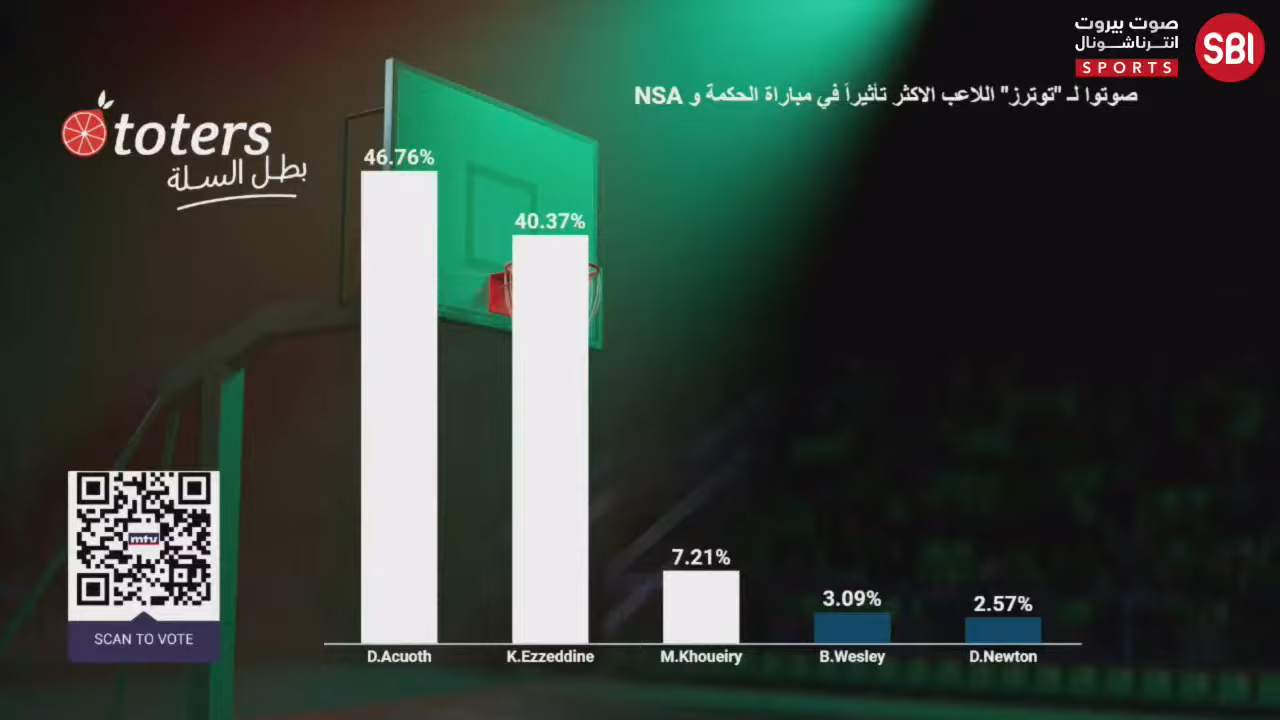 صوت بيروت
انترناشونال
SPORTS
SBI
صوتوا لـ "توترز" اللاعب الاكثر تأثيراً في مباراة الحكمة و NSA
toters
بطل السلة
46.76%
40.37%
7.21%
3.09%
2.57%
D.Acuoth
K.Ezzeddine
M.Khoueiry
B.Wesley
D.Newton
mtv
SCAN TO VOTE